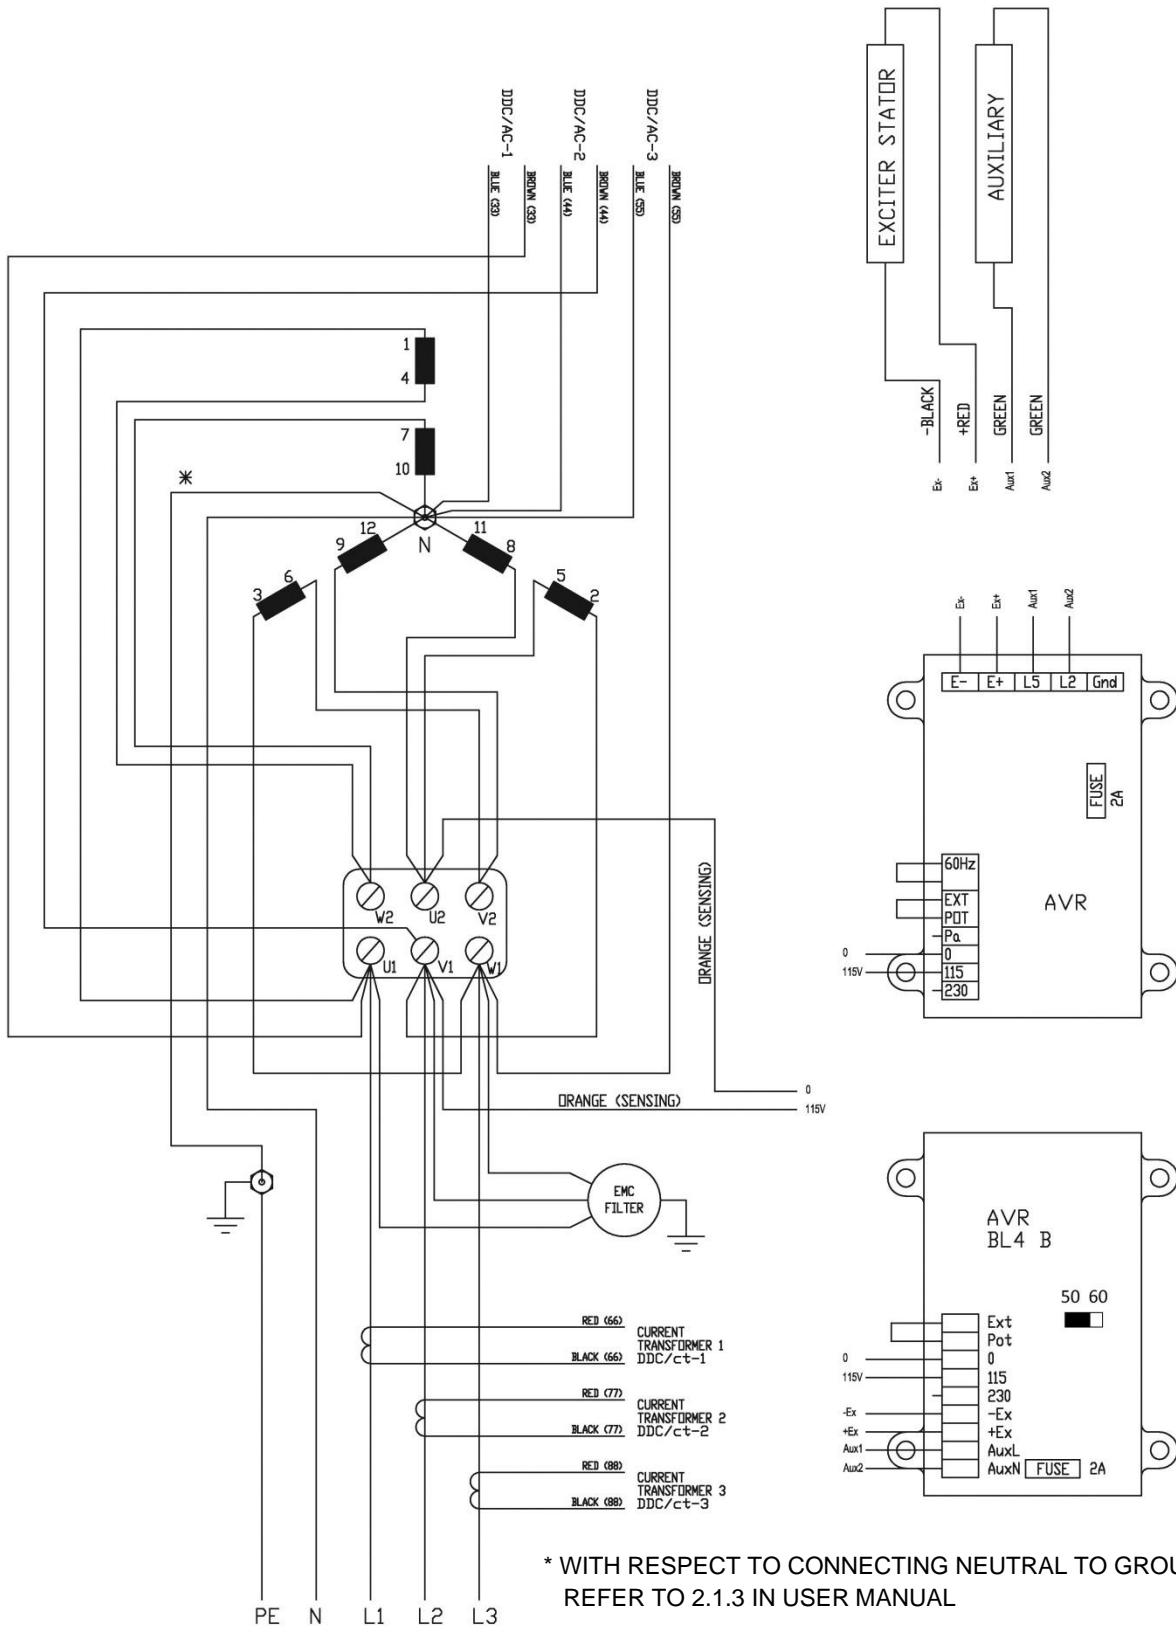 DDC/AC-1
DDC/AC-2
DDC/AC-3
BLUE (33)
BROWN (33)
BLUE (44)
BROWN (44)
BLUE (55)
BROWN (55)
EXCITER STATOR
AUXILIARY
-BLACK
+RED
GREEN
GREEN
Ex-
Ex+
Aux1
Aux2
1
4
7
10
*
12
11
9
N
8
6
3
5
2
W2
U2
V2
U1
V1
W1
ORANGE (SENSING)
ORANGE (SENSING)
0
115V
EMC
FILTER
RED (66)
CURRENT
TRANSFORMER 1
BLACK (66)
DDC/ct-1
RED (77)
CURRENT
TRANSFORMER 2
BLACK (77)
DDC/ct-2
RED (88)
CURRENT
TRANSFORMER 3
BLACK (88)
DDC/ct-3
PE
N
L1
L2
L3
Ex-
Ex+
Aux1
Aux2
E-
E+
L5
L2
Gnd
FUSE
2A
60Hz
EXT
POT
Pa
0
115
230
0
115V
AVR
AVR
BL4 B
50 60
Ext
Pot
0
115
230
-Ex
+Ex
AuxL
AuxN
FUSE
2A
0
115V
-Ex
+Ex
Aux1
Aux2
* WITH RESPECT TO CONNECTING NEUTRAL TO GROU
REFER TO 2.1.3 IN USER MANUAL